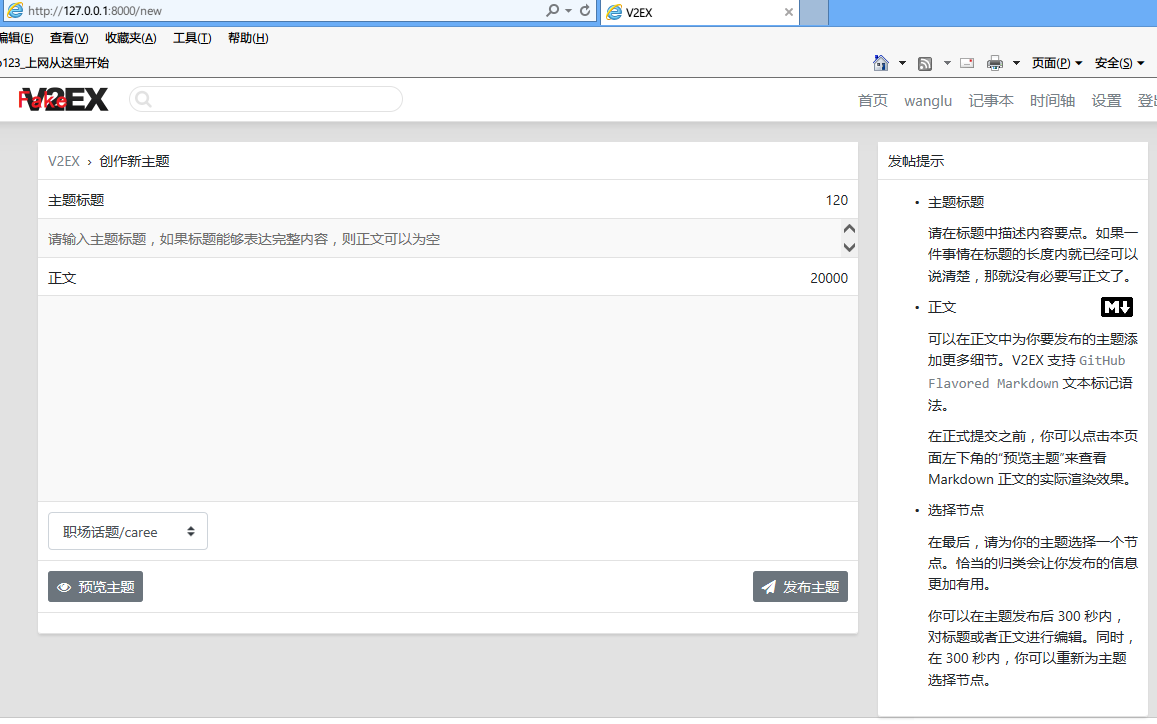 http://127.0.0.1:8000/new
V2EX
编辑(E) 查看(V) 收藏夹(A) 工具(T) 帮助(H)
123_上网从这里开始
页面(P) 安全(S)
Fake V2EX
首页 wanglu 记事本 时间轴 设置 登出
V2EX › 创作新主题
主题标题 120
请输入主题标题，如果标题能够表达完整内容，则正文可以为空
正文 20000
职场话题/caree
预览主题
发布主题
发帖提示
• 主题标题
请在标题中描述内容要点。如果一
件事情在标题的长度内就已经可以
说清楚，那就没有必要写正文了。
• 正文 M↓
可以在正文中为你要发布的主题添
加更多细节。V2EX 支持 GitHub
Flavored Markdown 文本标记语
法。
在正式提交之前，你可以点击本页
面左下角的“预览主题”来查看
Markdown 正文的实际渲染效果。
• 选择节点
在最后，请为你的主题选择一个节
点。恰当的归类会让你发布的信息
更加有用。
你可以在主题发布后 300 秒内，
对标题或者正文进行编辑。同时，
在 300 秒内，你可以重新为主题
选择节点。